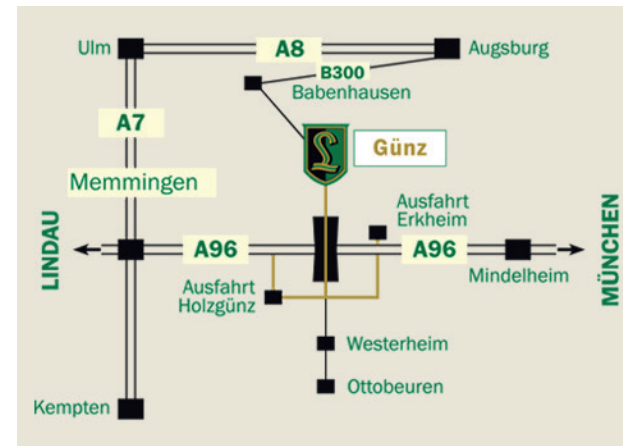 Ulm
A8
Augsburg
B300
Babenhausen
A7
Günz
Memmingen
Ausfahrt
Erkheim
LINDAU
A96
A96
MÜNCHEN
Mindelheim
Ausfahrt
Holzgünz
Westerheim
Ottobeuren
Kempten